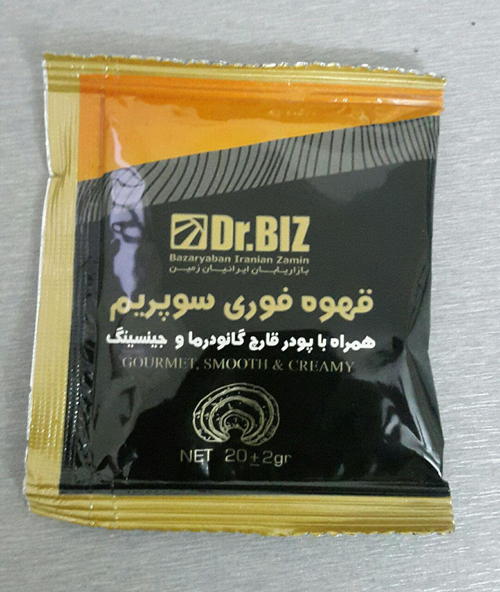 Dr.BIZ
Bazaryaban Iranian Zamin
بازاریابان ایرانیان زمین
قهوه فوری سوپریم
همراه با پودر قارچ گانودرما و جینسینگ
GOURMET, SMOOTH & CREAMY
NET 20±2gr